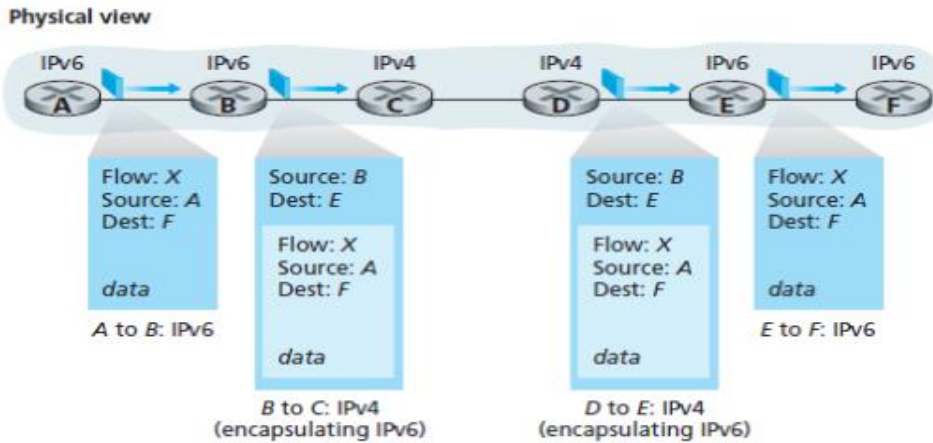 Physical view
IPv6
IPv6
IPv4
IPv4
IPv6
IPv6
A
B
C
D
E
F
Flow: X
Source: A
Dest: F
data
A to B: IPv6
Source: B
Dest: E
Flow: X
Source: A
Dest: F
data
B to C: IPv4
(encapsulating IPv6)
Source: B
Dest: E
Flow: X
Source: A
Dest: F
data
D to E: IPv4
(encapsulating IPv6)
Flow: X
Source: A
Dest: F
data
E to F: IPv6